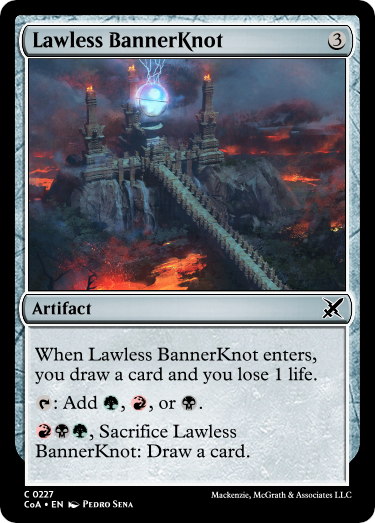 Lawless BannerKnot 3
Artifact
When Lawless BannerKnot enters,
you draw a card and you lose 1 life.
: Add , , or .
, Sacrifice Lawless
BannerKnot: Draw a card.
C 0227
CoA • EN Pedro Sena
Mackenzie, McGrath & Associates LLC